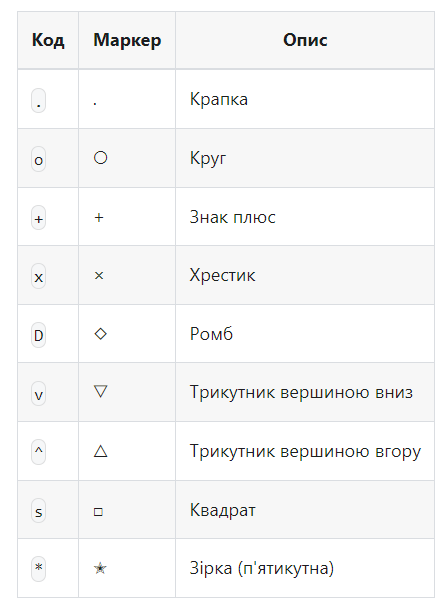 Код Маркер Опис
. . Крапка
o ○ Круг
+ + Знак плюс
x × Хрестик
D ◇ Ромб
v ▽ Трикутник вершиною вниз
^ △ Трикутник вершиною вгору
s □ Квадрат
* ✭ Зірка (п'ятикутна)